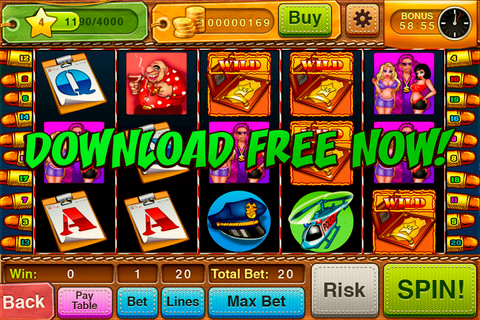 4 1190/4000 100000169 Buy BONUS 58 55
WILD WILD
DOWNLOAD FREE NOW!
A A WILD
Win: 0 1 20 Total Bet: 20
Back Pay Table Bet Lines Max Bet Risk SPIN!